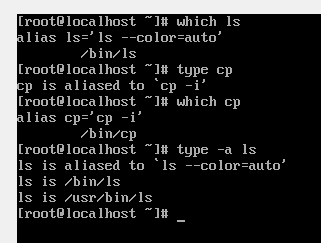 [root@localhost ~]# which ls
alias ls='ls --color=auto'
        /bin/ls
[root@localhost ~]# type cp
cp is aliased to `cp -i'
[root@localhost ~]# which cp
alias cp='cp -i'
        /bin/cp
[root@localhost ~]# type -a ls
ls is aliased to `ls --color=auto'
ls is /bin/ls
ls is /usr/bin/ls
[root@localhost ~]# _